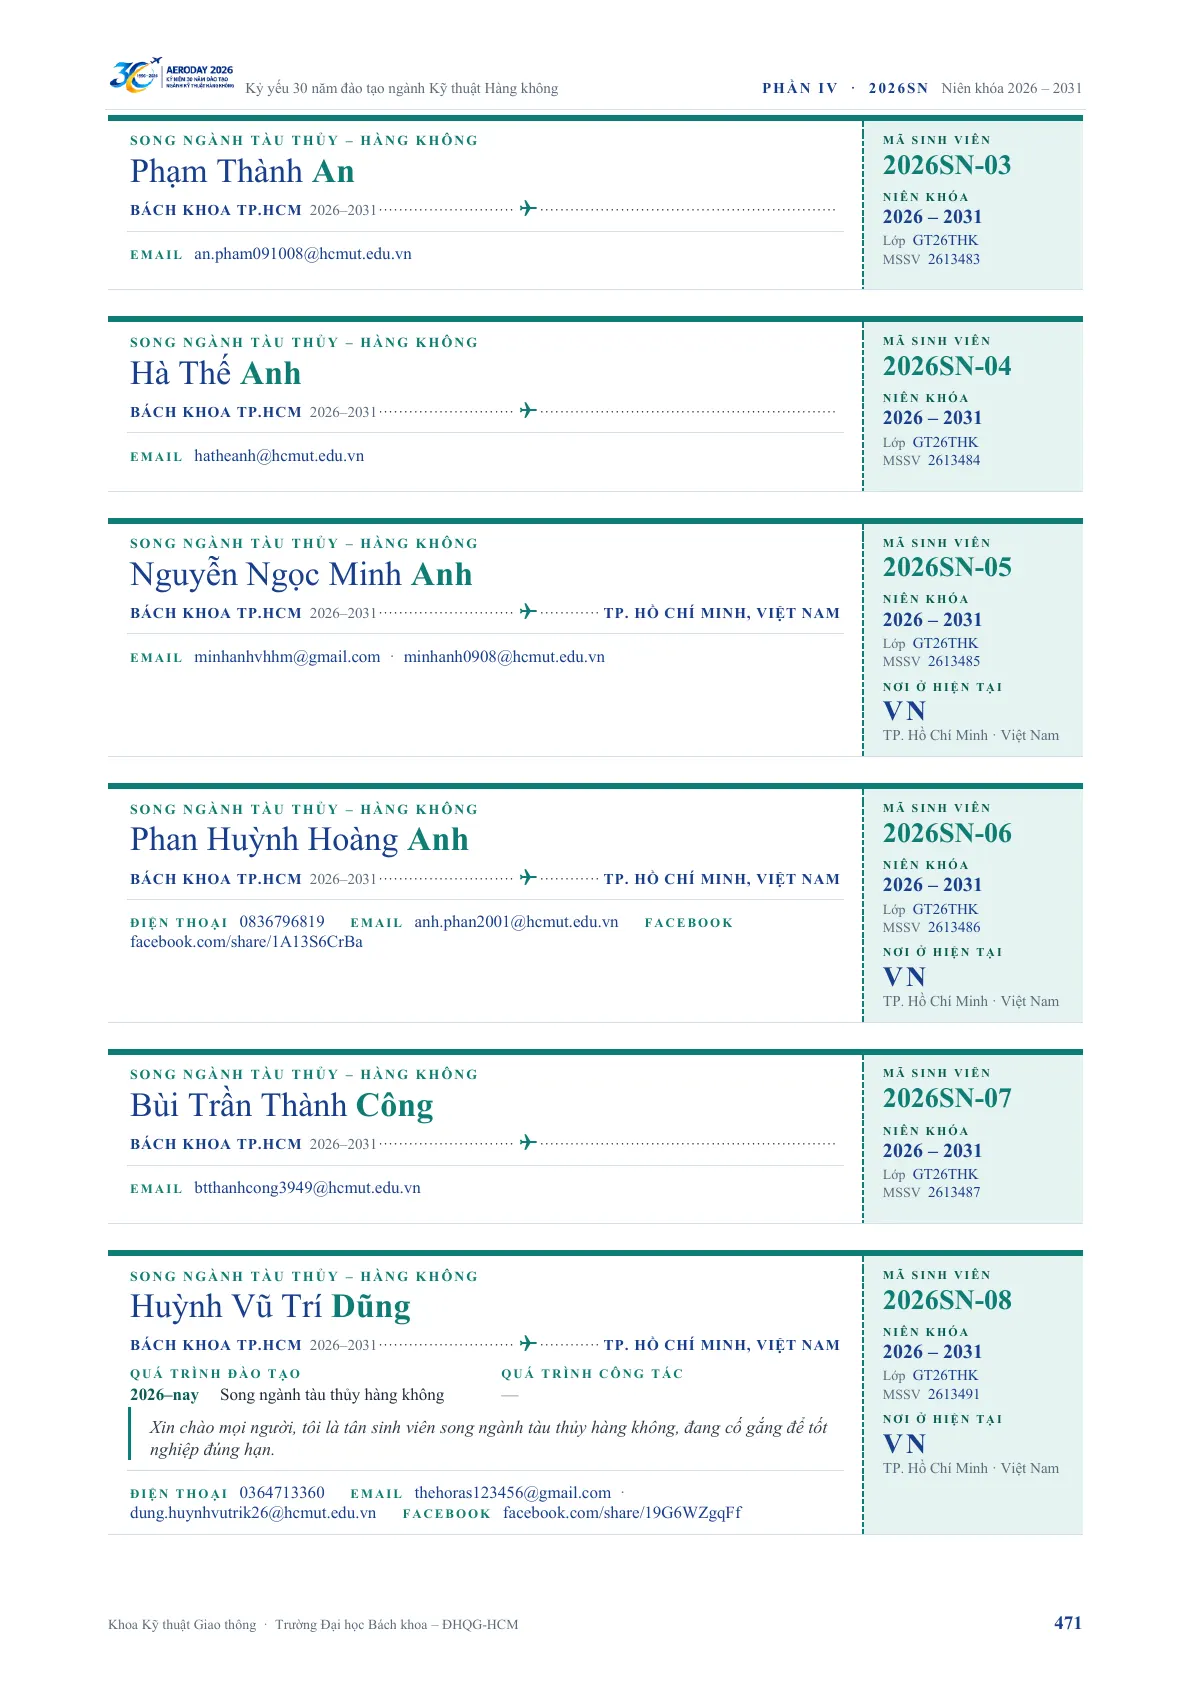 AERODAY 2026
KỶ NIỆM 30 NĂM ĐÀO TẠO
NGÀNH KỸ THUẬT HÀNG KHÔNG
Kỷ yếu 30 năm đào tạo ngành Kỹ thuật Hàng không
PHẦN IV · 2026SN Niên khóa 2026 – 2031
SONG NGÀNH TÀU THỦY – HÀNG KHÔNG
Phạm Thành An
BÁCH KHOA TP.HCM 2026–2031
EMAIL an.pham091008@hcmut.edu.vn
MÃ SINH VIÊN
2026SN-03
NIÊN KHÓA
2026 – 2031
Lớp GT26THK
MSSV 2613483
SONG NGÀNH TÀU THỦY – HÀNG KHÔNG
Hà Thế Anh
BÁCH KHOA TP.HCM 2026–2031
EMAIL hatheanh@hcmut.edu.vn
MÃ SINH VIÊN
2026SN-04
NIÊN KHÓA
2026 – 2031
Lớp GT26THK
MSSV 2613484
SONG NGÀNH TÀU THỦY – HÀNG KHÔNG
Nguyễn Ngọc Minh Anh
BÁCH KHOA TP.HCM 2026–2031 TP. HỒ CHÍ MINH, VIỆT NAM
EMAIL minhanhvhhm@gmail.com · minhanh0908@hcmut.edu.vn
MÃ SINH VIÊN
2026SN-05
NIÊN KHÓA
2026 – 2031
Lớp GT26THK
MSSV 2613485
NƠI Ở HIỆN TẠI
VN
TP. Hồ Chí Minh · Việt Nam
SONG NGÀNH TÀU THỦY – HÀNG KHÔNG
Phan Huỳnh Hoàng Anh
BÁCH KHOA TP.HCM 2026–2031 TP. HỒ CHÍ MINH, VIỆT NAM
ĐIỆN THOẠI 0836796819 EMAIL anh.phan2001@hcmut.edu.vn FACEBOOK
facebook.com/share/1A13S6CrBa
MÃ SINH VIÊN
2026SN-06
NIÊN KHÓA
2026 – 2031
Lớp GT26THK
MSSV 2613486
NƠI Ở HIỆN TẠI
VN
TP. Hồ Chí Minh · Việt Nam
SONG NGÀNH TÀU THỦY – HÀNG KHÔNG
Bùi Trần Thành Công
BÁCH KHOA TP.HCM 2026–2031
EMAIL btthanhcong3949@hcmut.edu.vn
MÃ SINH VIÊN
2026SN-07
NIÊN KHÓA
2026 – 2031
Lớp GT26THK
MSSV 2613487
SONG NGÀNH TÀU THỦY – HÀNG KHÔNG
Huỳnh Vũ Trí Dũng
BÁCH KHOA TP.HCM 2026–2031 TP. HỒ CHÍ MINH, VIỆT NAM
QUÁ TRÌNH ĐÀO TẠO QUÁ TRÌNH CÔNG TÁC
2026–nay Song ngành tàu thủy hàng không —
Xin chào mọi người, tôi là tân sinh viên song ngành tàu thủy hàng không, đang cố gắng để tốt
nghiệp đúng hạn.
ĐIỆN THOẠI 0364713360 EMAIL thehoras123456@gmail.com ·
dung.huynhvutrik26@hcmut.edu.vn FACEBOOK facebook.com/share/19G6WZgqFf
MÃ SINH VIÊN
2026SN-08
NIÊN KHÓA
2026 – 2031
Lớp GT26THK
MSSV 2613491
NƠI Ở HIỆN TẠI
VN
TP. Hồ Chí Minh · Việt Nam
Khoa Kỹ thuật Giao thông · Trường Đại học Bách khoa – ĐHQG-HCM
471